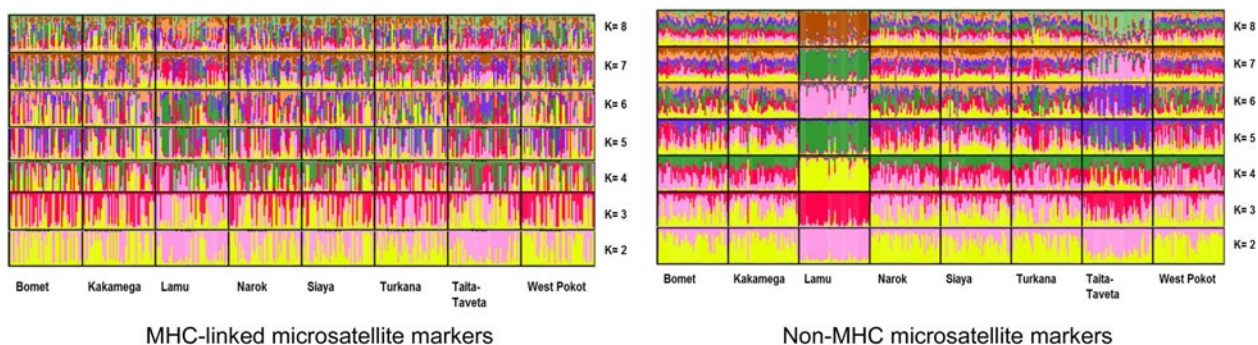 K= 8
K= 7
K= 6
K= 5
K= 4
K= 3
K= 2
Bomet Kakamega Lamu Narok Siaya Turkana Taita-Taveta West Pokot
MHC-linked microsatellite markers
K= 8
K= 7
K= 6
K= 5
K= 4
K= 3
K= 2
Bomet Kakamega Lamu Narok Siaya Turkana Taita-Taveta West Pokot
Non-MHC microsatellite markers